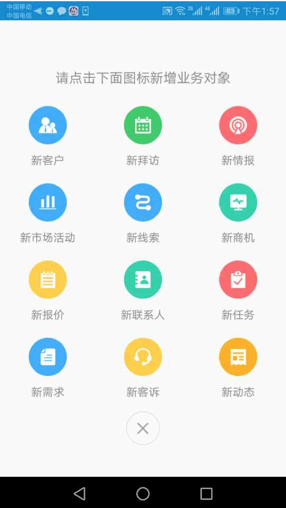 中国移动
中国电信
下午1:57
请点击下面图标新增业务对象
新客户
新拜访
新情报
新市场活动
新线索
新商机
新报价
新联系人
新任务
新需求
新客诉
新动态